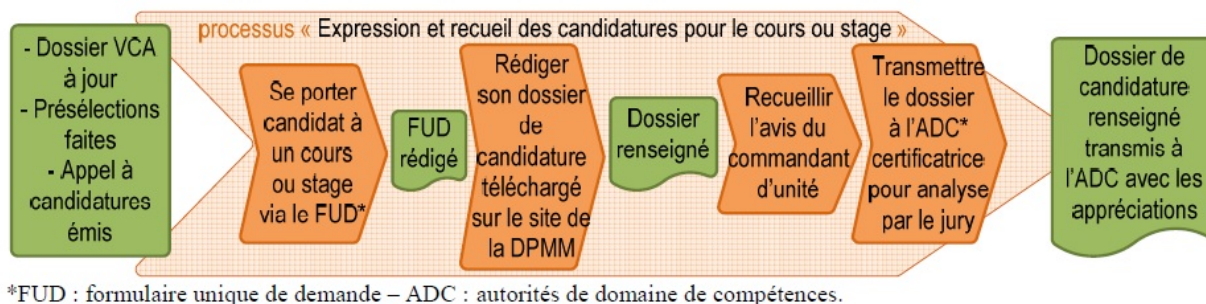 processus « Expression et recueil des candidatures pour le cours ou stage »
- Dossier VCA
à jour
- Présélections
faites
- Appel à
candidatures
émis
Se porter
candidat à
un cours
ou stage
via le FUD*
FUD
rédigé
Rédiger
son dossier
de
candidature
téléchargé
sur le site de
la DPMM
Dossier
renseigné
Recueillir
l'avis du
commandant
d'unité
Transmettre
le dossier
à l'ADC*
certificatrice
pour analyse
par le jury
Dossier de
candidature
renseigné
transmis à
l'ADC avec les
appréciations
*FUD : formulaire unique de demande – ADC : autorités de domaine de compétences.